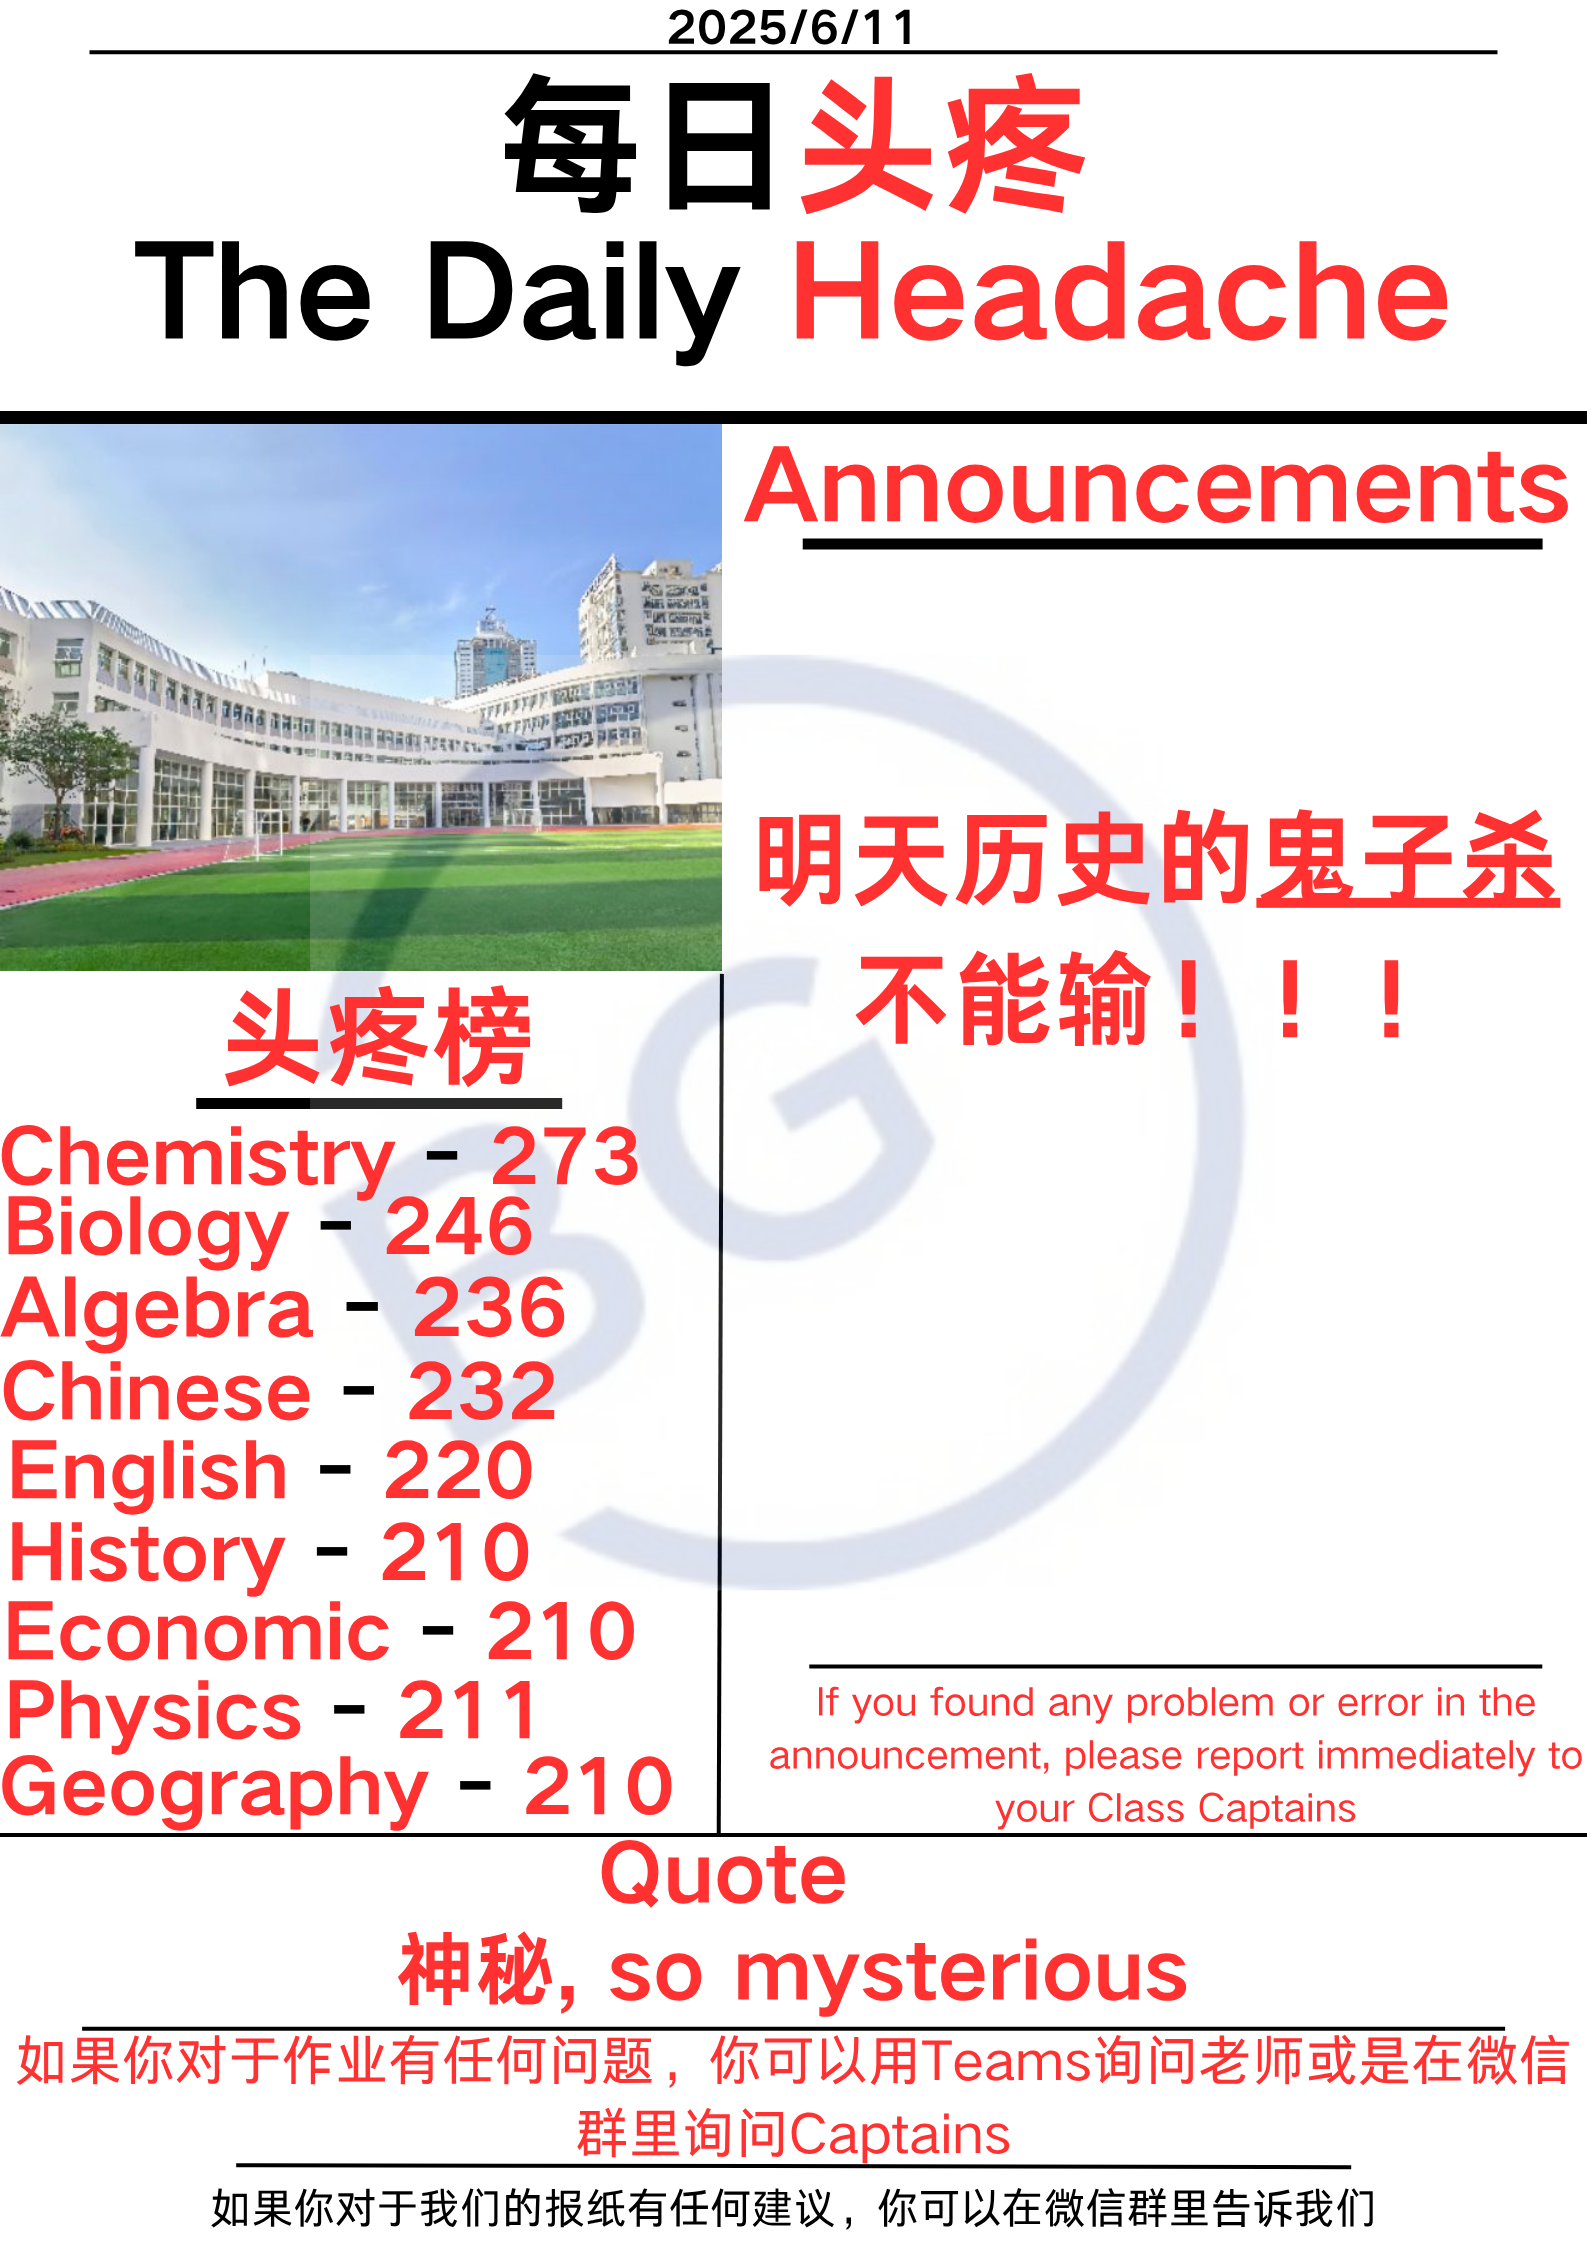 2025/6/11
每日头疼
The Daily Headache
Announcements
明天历史的鬼子杀
不能输！！！
头疼榜
Chemistry - 273
Biology - 246
Algebra - 236
Chinese - 232
English - 220
History - 210
Economic - 210
Physics - 211
Geography - 210
BG
If you found any problem or error in the
announcement, please report immediately to
your Class Captains
Quote
神秘, so mysterious
如果你对于作业有任何问题，你可以用Teams询问老师或是在微信
群里询问Captains
如果你对于我们的报纸有任何建议，你可以在微信群里告诉我们